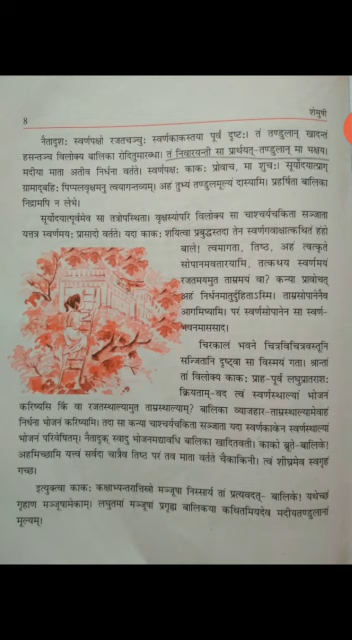 8
शेमुषी
नैतादृशः स्वर्णपक्षो रजतचञ्चुः स्वर्णकाकस्तया पूर्वं दृष्टः। तं तण्डुलान् खादन्तं
हसन्तञ्च विलोक्य बालिका रोदितुमारब्धा। तं निवारयन्ती सा प्रार्थयत्-तण्डुलान् मा भक्षय।
मदीया माता अतीव निर्धना वर्तते। स्वर्णपक्षः काकः प्रोवाच, मा शुचः। सूर्योदयात्प्राग्
ग्रामाद्बहिः पिप्पलवृक्षमनु त्वयागन्तव्यम्। अहं तुभ्यं तण्डुलमूल्यं दास्यामि। प्रहर्षिता बालिका
निद्रामपि न लेभे।
सूर्योदयात्पूर्वमेव सा तत्रोपस्थिता। वृक्षस्योपरि विलोक्य सा चाश्चर्यचकिता सञ्जाता
यत्तत्र स्वर्णमयः प्रासादो वर्तते। यदा काकः शयित्वा प्रबुद्धस्तदा तेन स्वर्णगवाक्षात्कथितं हंहो
बाले! त्वमागता, तिष्ठ, अहं त्वत्कृते
सोपानमवतारयामि, तत्कथय स्वर्णमयं
रजतमयमुत ताम्रमयं वा? कन्या प्रावोचत्
अहं निर्धनमातुर्दुहिताऽस्मि। ताम्रसोपानेनैव
आगमिष्यामि। परं स्वर्णसोपानेन सा स्वर्ण-
भवनमाससाद।
चिरकालं भवने चित्रविचित्रवस्तूनि
सज्जितानि दृष्ट्वा सा विस्मयं गता। श्रान्तां
तां विलोक्य काकः प्राह-पूर्वं लघुप्रातराशः
क्रियताम्-वद त्वं स्वर्णस्थाल्यां भोजनं
करिष्यसि किं वा रजतस्थाल्यामुत ताम्रस्थाल्याम्? बालिका व्याजहार-ताम्रस्थाल्यामेवाहं
निर्धना भोजनं करिष्यामि। तदा सा कन्या चाश्चर्यचकिता सञ्जाता यदा स्वर्णकाकेन स्वर्णस्थाल्यां
भोजनं परिवेषितम्। नैतादृक् स्वादु भोजनमद्यावधि बालिका खादितवती। काको ब्रूते-बालिके!
अहमिच्छामि यत्त्वं सर्वदा चात्रैव तिष्ठ परं तव माता वर्तते चैकाकिनी। त्वं शीघ्रमेव स्वगृहं
गच्छ।
इत्युक्त्वा काकः कक्षाभ्यन्तरात्तिस्रो मञ्जूषा निस्सार्य तां प्रत्यवदत्- बालिके! यथेच्छं
गृहाण मञ्जूषामेकाम्। लघुतमां मञ्जूषां प्रगृह्य बालिकया कथितमियदेव मदीयतण्डुलानां
मूल्यम्।